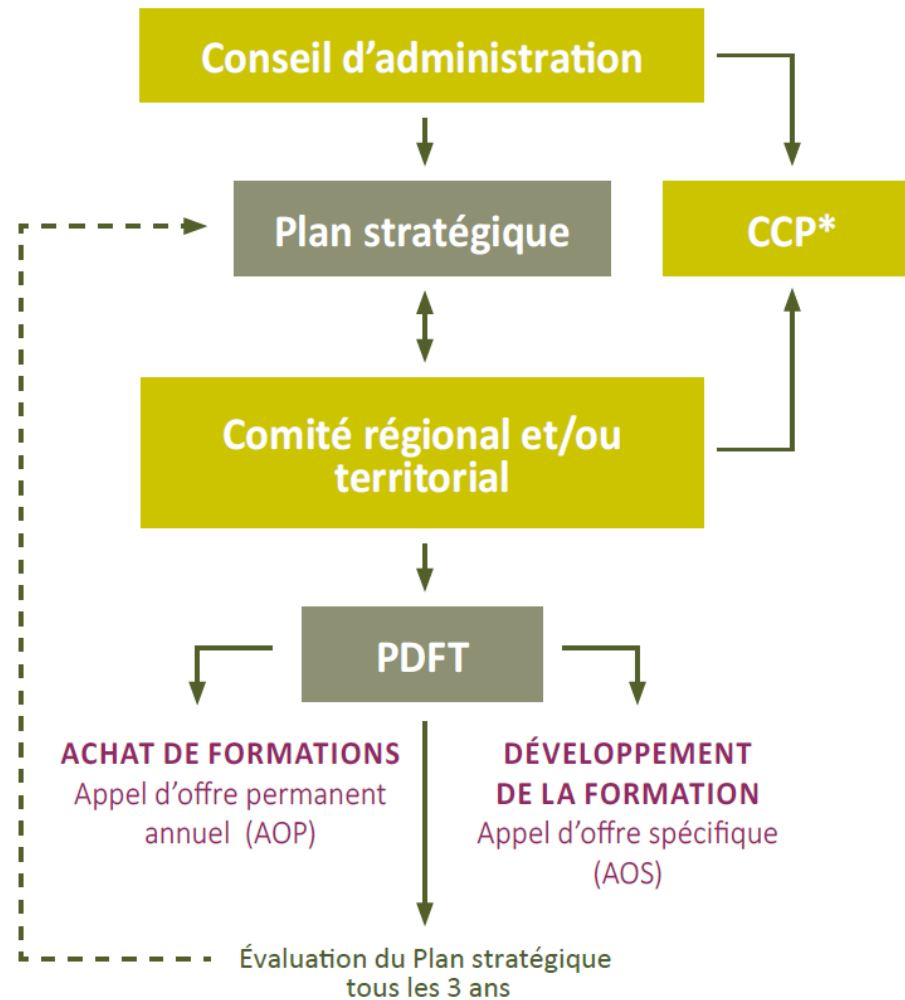 Conseil d'administration
Plan stratégique
CCP*
Comité régional et/ou
territorial
PDFT
ACHAT DE FORMATIONS
Appel d'offre permanent
annuel (AOP)
DÉVELOPPEMENT
DE LA FORMATION
Appel d'offre spécifique
(AOS)
Évaluation du Plan stratégique
tous les 3 ans